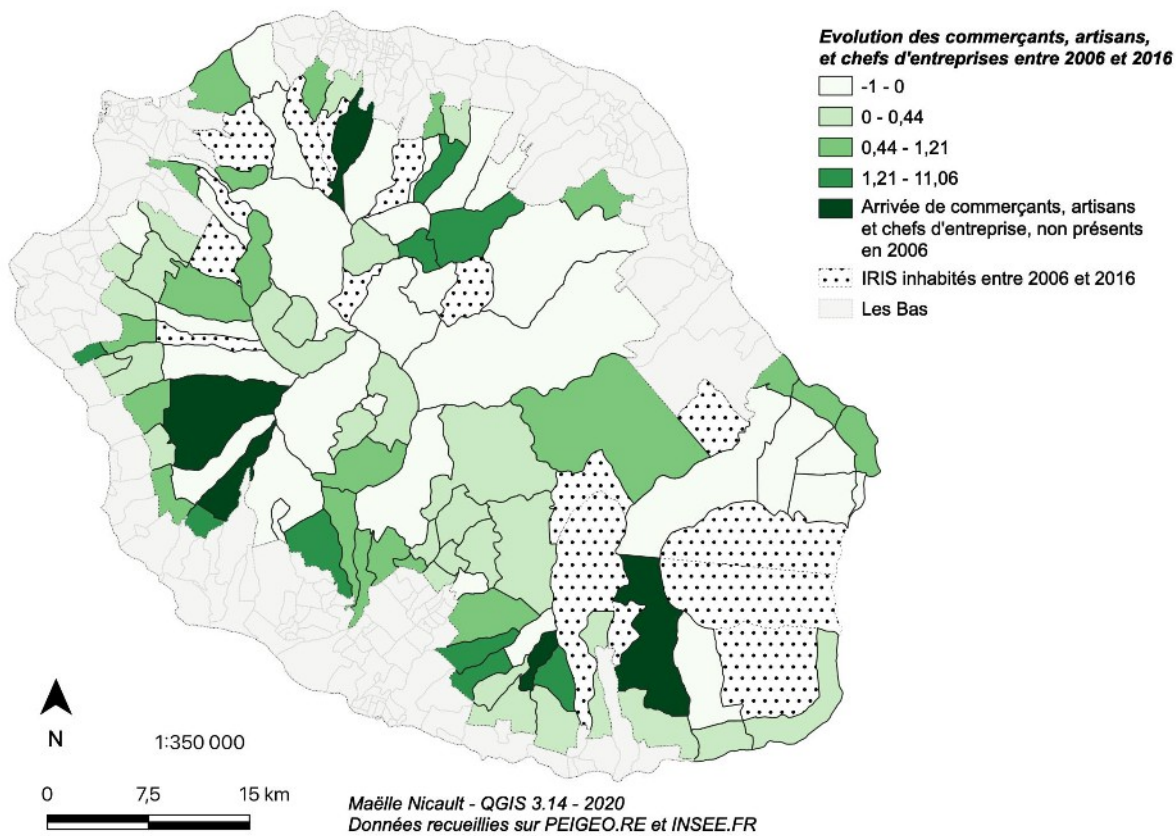 Evolution des commerçants, artisans,
et chefs d'entreprises entre 2006 et 2016
-1 - 0
0 - 0,44
0,44 - 1,21
1,21 - 11,06
Arrivée de commerçants, artisans
et chefs d'entreprise, non présents
en 2006
IRIS inhabités entre 2006 et 2016
Les Bas
N
1:350 000
0 7,5 15 km
Maëlle Nicault - QGIS 3.14 - 2020
Données recueillies sur PEIGEO.RE et INSEE.FR